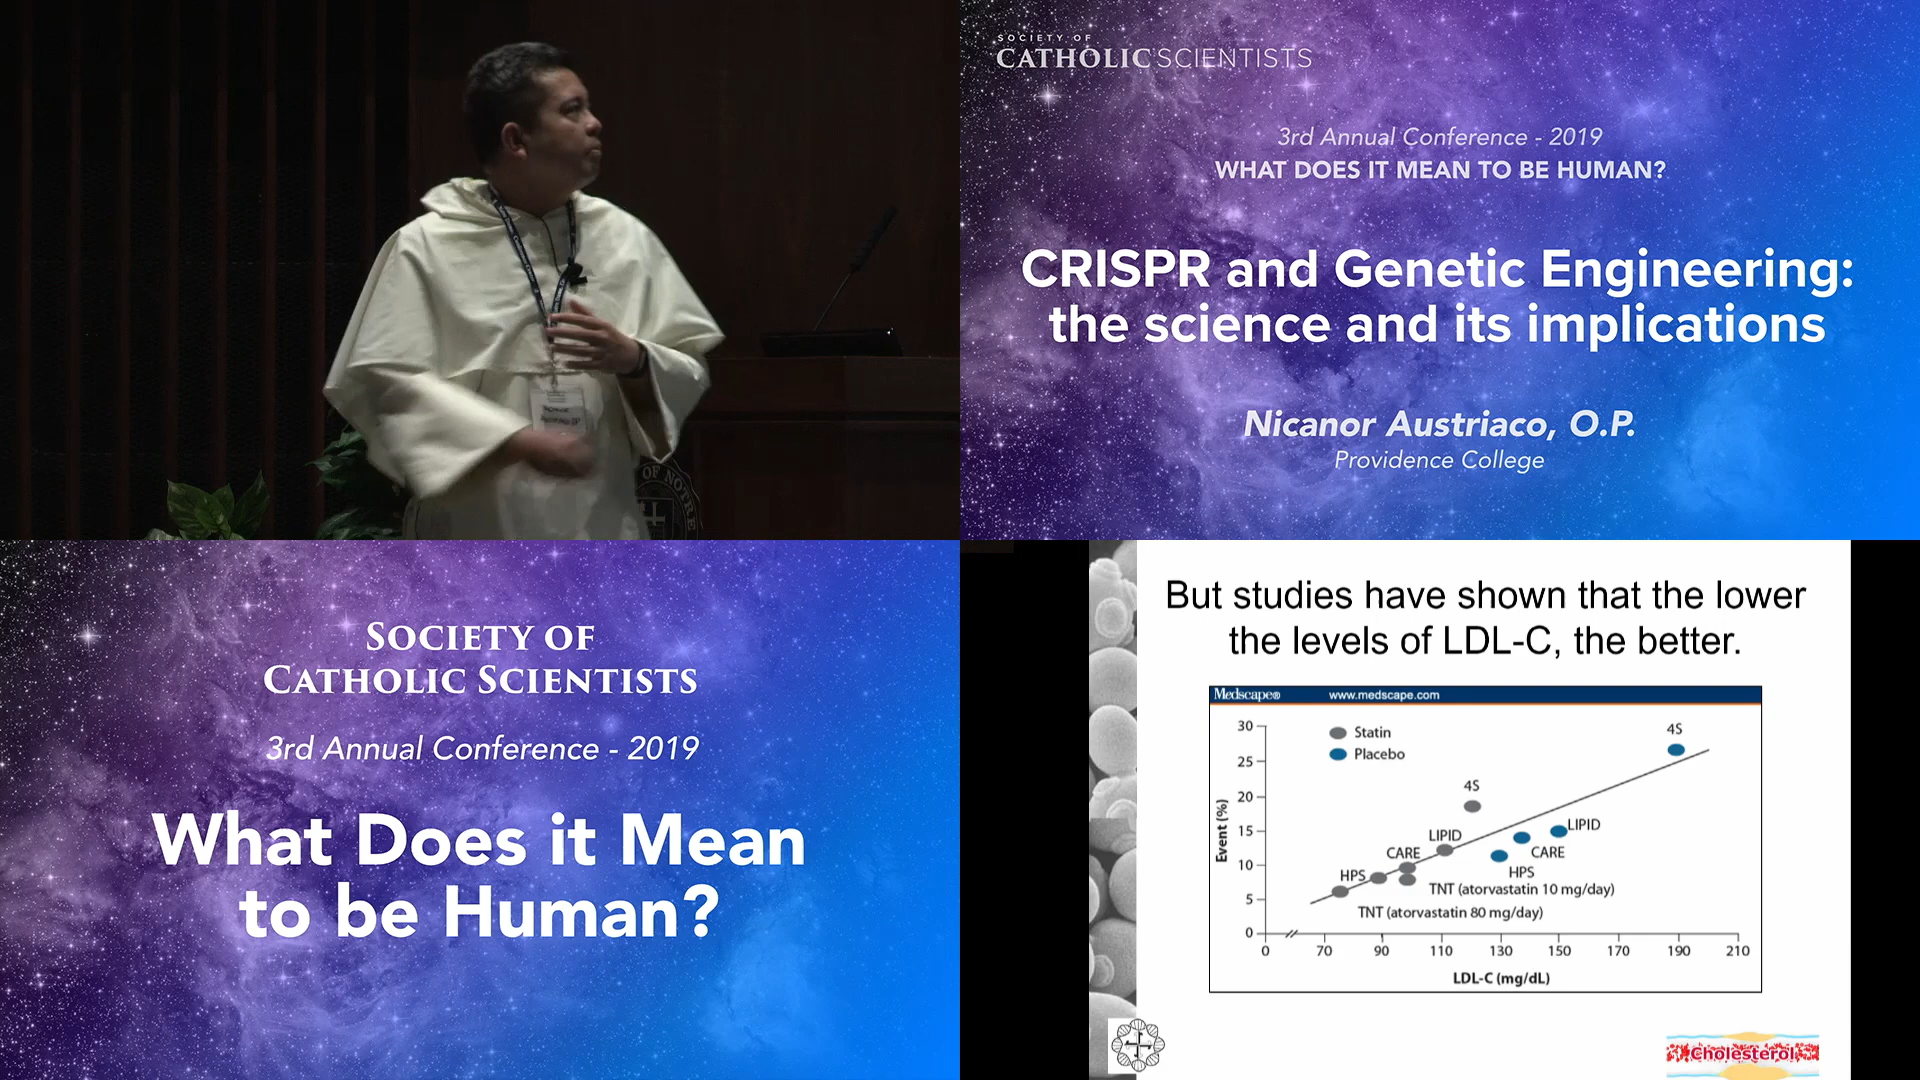 OF NOTRE
SOCIETY OF
CATHOLIC SCIENTISTS
3rd Annual Conference - 2019
WHAT DOES IT MEAN TO BE HUMAN?
CRISPR and Genetic Engineering:
the science and its implications
Nicanor Austriaco, O.P.
Providence College
SOCIETY OF
CATHOLIC SCIENTISTS
3rd Annual Conference - 2019
What Does it Mean
to be Human?
But studies have shown that the lower
the levels of LDL-C, the better.
Medscape® www.medscape.com
Event (%)
30
25
20
15
10
5
0
Statin
Placebo
4S
4S
LIPID
LIPID
CARE
CARE
HPS
HPS
TNT (atorvastatin 10 mg/day)
TNT (atorvastatin 80 mg/day)
0 70 90 110 130 150 170 190 210
LDL-C (mg/dL)
Cholesterol